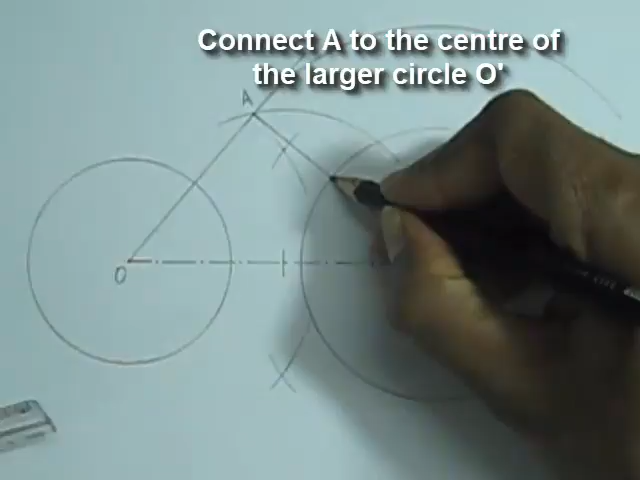 Connect A to the centre of
the larger circle O'
A
O